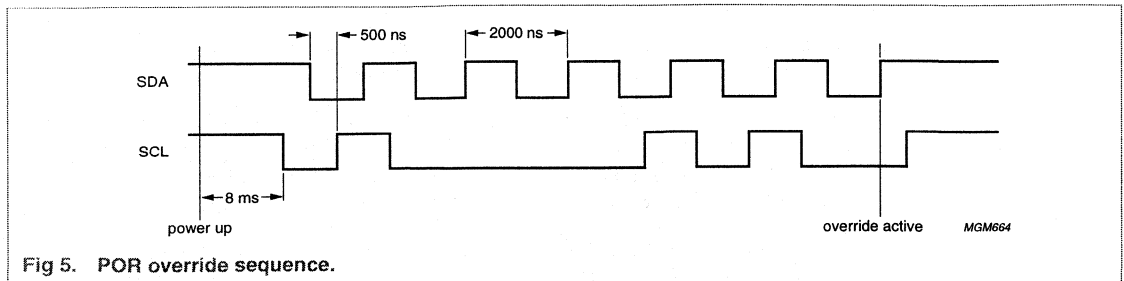 500 ns
2000 ns
SDA
SCL
8 ms
power up
override active
MGM664
Fig 5. POR override sequence.